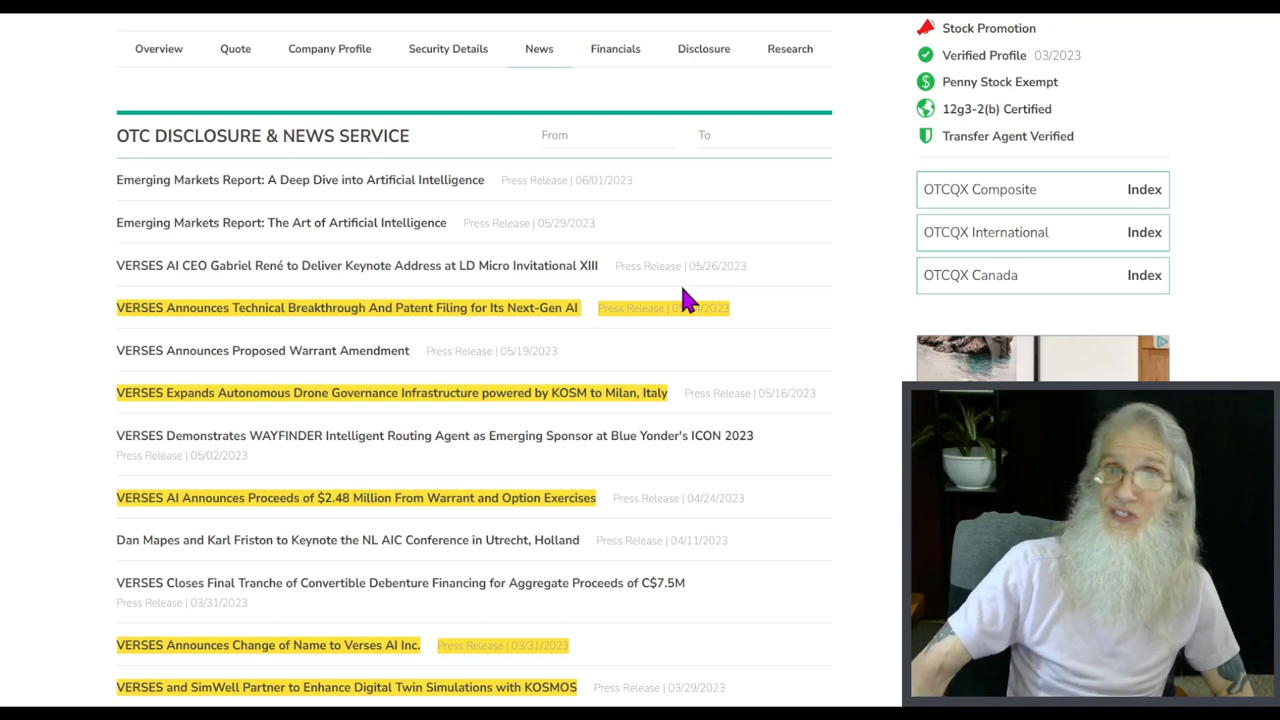 Overview Quote Company Profile Security Details News Financials Disclosure Research
OTC DISCLOSURE & NEWS SERVICE From To
Emerging Markets Report: A Deep Dive into Artificial Intelligence Press Release | 06/01/2023
Emerging Markets Report: The Art of Artificial Intelligence Press Release | 05/29/2023
VERSES AI CEO Gabriel René to Deliver Keynote Address at LD Micro Invitational XIII Press Release | 05/26/2023
VERSES Announces Technical Breakthrough And Patent Filing for Its Next-Gen AI Press Release |
VERSES Announces Proposed Warrant Amendment Press Release | 05/19/2023
VERSES Expands Autonomous Drone Governance Infrastructure powered by KOSM to Milan, Italy Press Release | 05/16/2023
VERSES Demonstrates WAYFINDER Intelligent Routing Agent as Emerging Sponsor at Blue Yonder's ICON 2023
Press Release | 05/02/2023
VERSES AI Announces Proceeds of $2.48 Million From Warrant and Option Exercises Press Release | 04/24/2023
Dan Mapes and Karl Friston to Keynote the NL AIC Conference in Utrecht, Holland Press Release | 04/11/2023
VERSES Closes Final Tranche of Convertible Debenture Financing for Aggregate Proceeds of C$7.5M
Press Release | 03/31/2023
VERSES Announces Change of Name to Verses AI Inc. Press Release | 03/31/2023
VERSES and SimWell Partner to Enhance Digital Twin Simulations with KOSMOS Press Release | 03/29/2023
Stock Promotion
Verified Profile 03/2023
Penny Stock Exempt
12g3-2(b) Certified
Transfer Agent Verified
OTCQX Composite Index
OTCQX International Index
OTCQX Canada Index